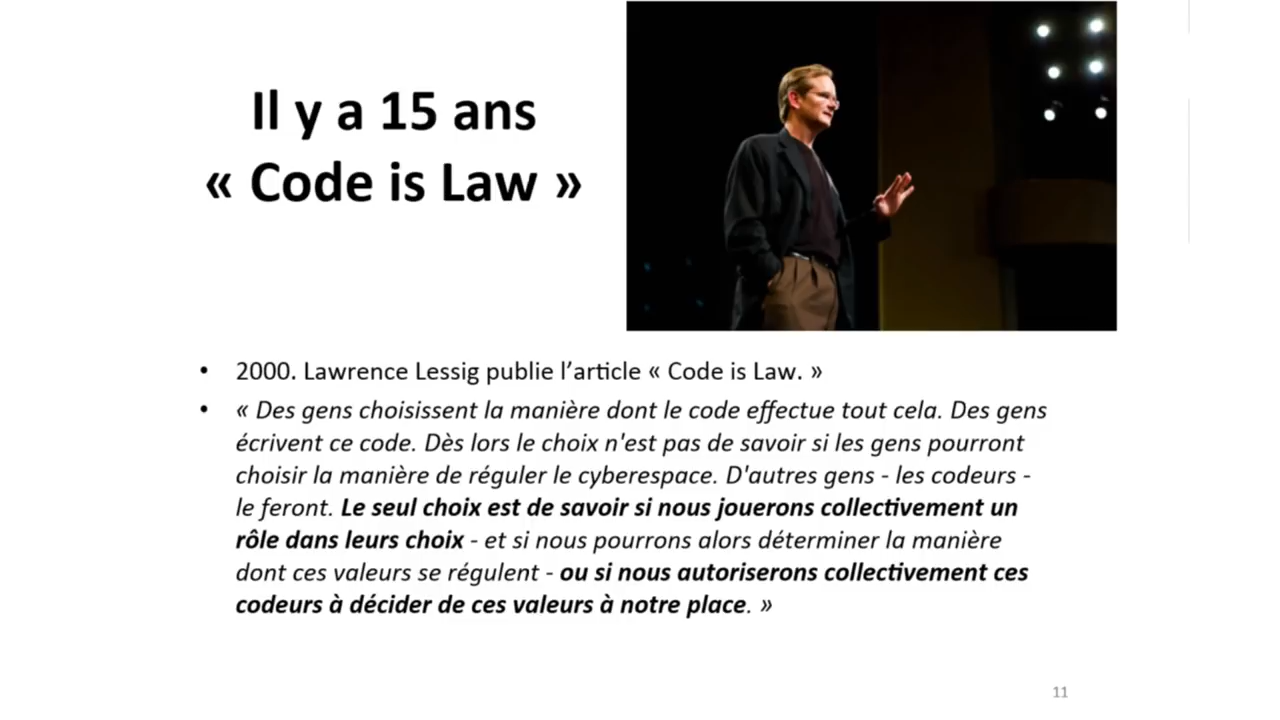 Il y a 15 ans
« Code is Law »
• 2000. Lawrence Lessig publie l’article « Code is Law. »
• « Des gens choisissent la manière dont le code effectue tout cela. Des gens
écrivent ce code. Dès lors le choix n'est pas de savoir si les gens pourront
choisir la manière de réguler le cyberespace. D'autres gens - les codeurs -
le feront. Le seul choix est de savoir si nous jouerons collectivement un
rôle dans leurs choix - et si nous pourrons alors déterminer la manière
dont ces valeurs se régulent - ou si nous autoriserons collectivement ces
codeurs à décider de ces valeurs à notre place. »
11